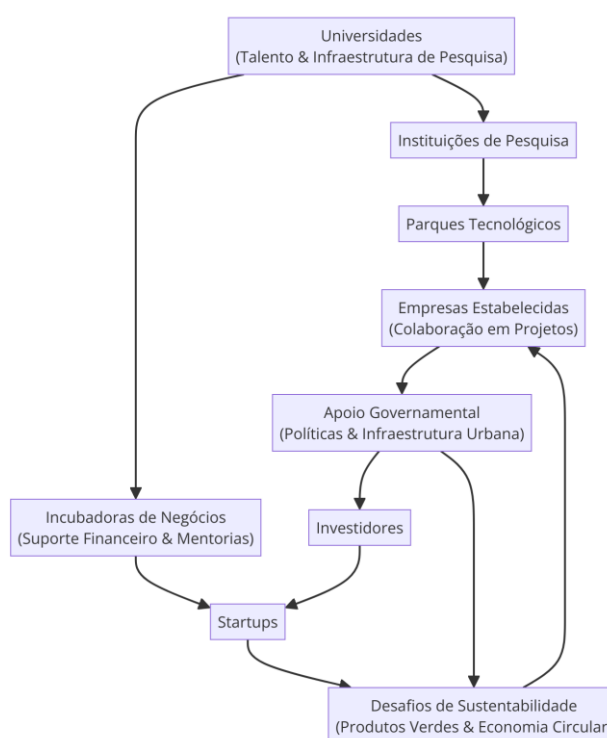 Universidades
(Talento & Infraestrutura de Pesquisa)
Instituições de Pesquisa
Parques Tecnológicos
Empresas Estabelecidas
(Colaboração em Projetos)
Apoio Governamental
(Políticas & Infraestrutura Urbana)
Incubadoras de Negócios
(Suporte Financeiro & Mentorias)
Investidores
Startups
Desafios de Sustentabilidade
(Produtos Verdes & Economia Circular